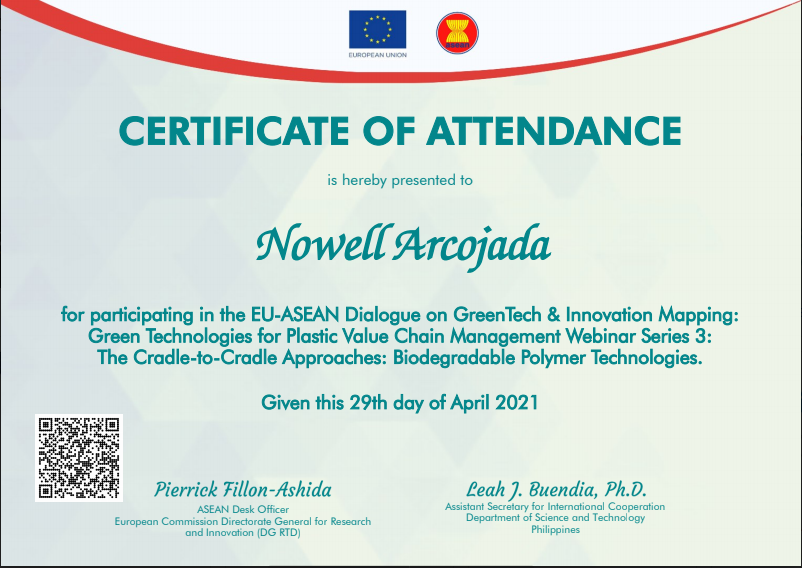 EUROPEAN UNION
asean
CERTIFICATE OF ATTENDANCE
is hereby presented to
Nowell Arcojada
for participating in the EU-ASEAN Dialogue on GreenTech & Innovation Mapping:
Green Technologies for Plastic Value Chain Management Webinar Series 3:
The Cradle-to-Cradle Approaches: Biodegradable Polymer Technologies.
Given this 29th day of April 2021
Pierrick Fillon-Ashida
ASEAN Desk Officer
European Commission Directorate General for Research
and Innovation (DG RTD)
Leah J. Buendia, Ph.D.
Assistant Secretary for International Cooperation
Department of Science and Technology
Philippines